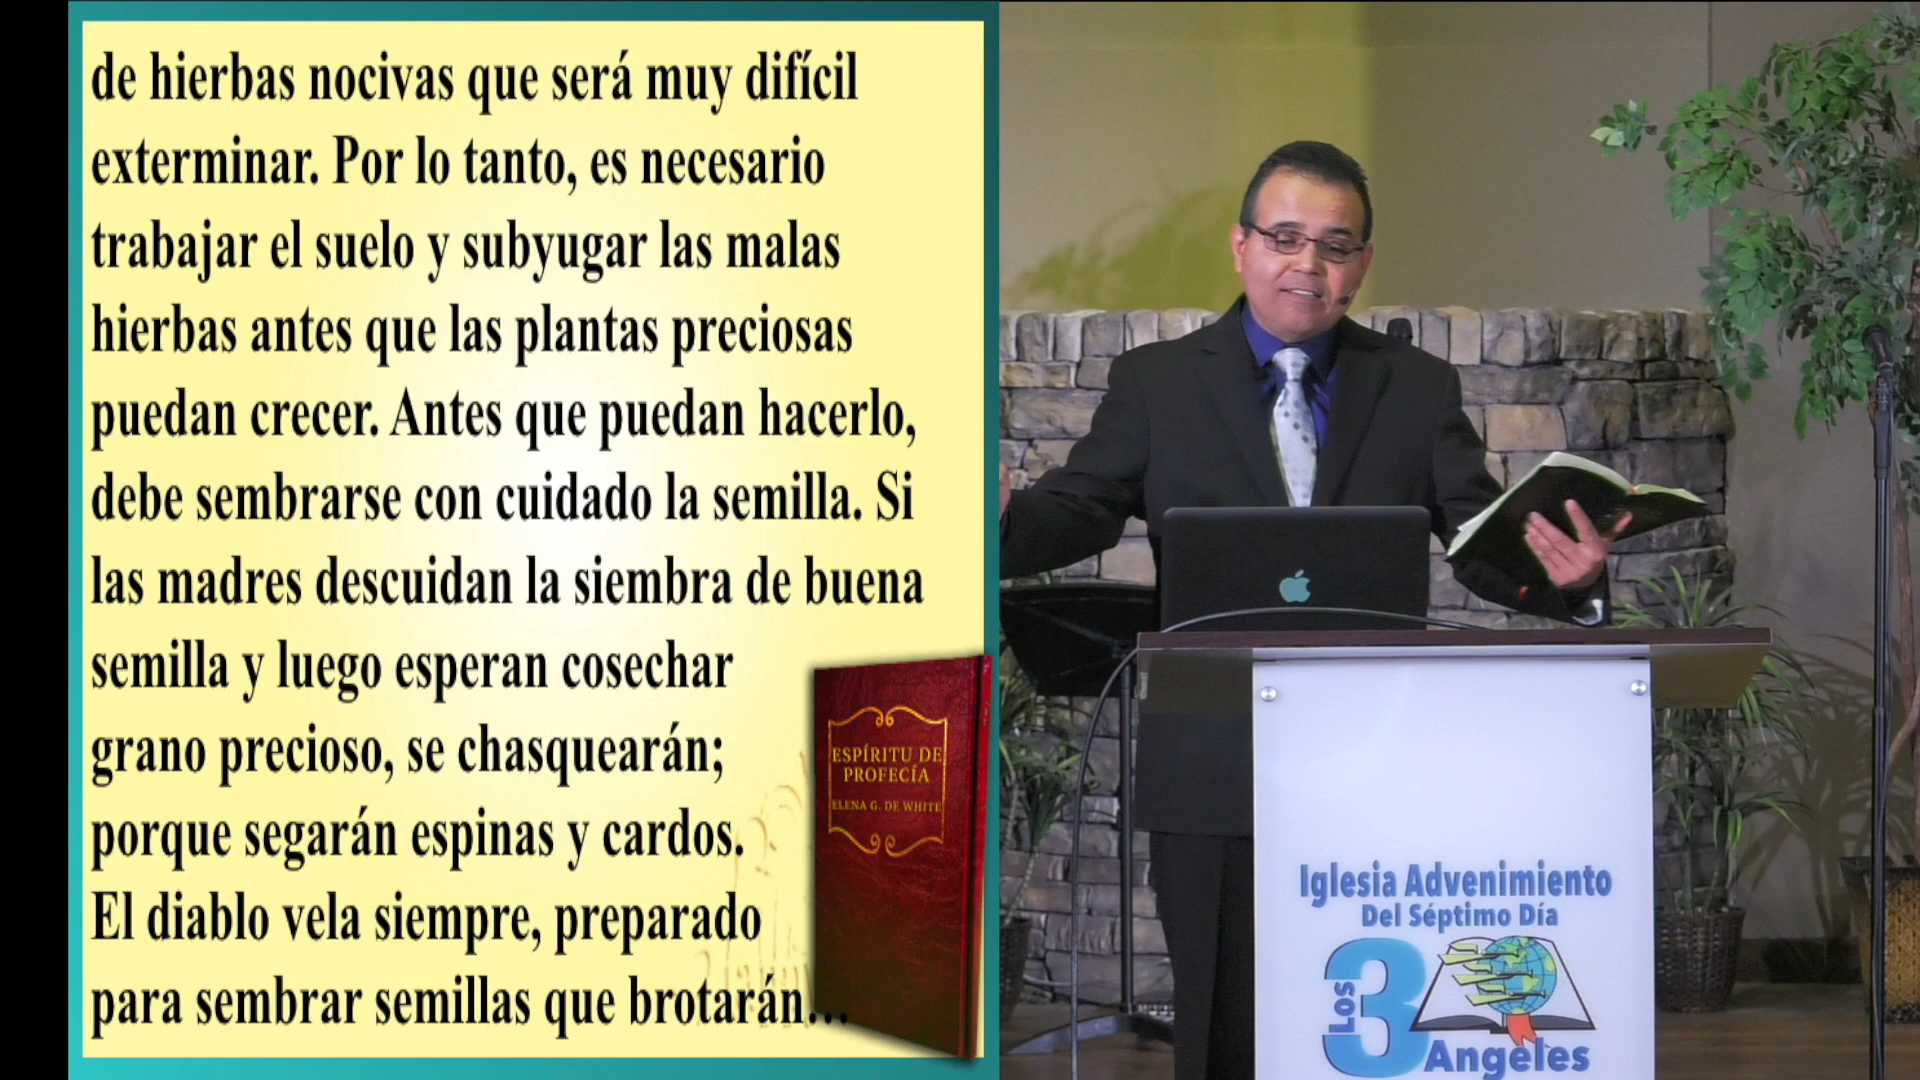 de hierbas nocivas que será muy difícil
exterminar. Por lo tanto, es necesario
trabajar el suelo y subyugar las malas
hierbas antes que las plantas preciosas
puedan crecer. Antes que puedan hacerlo,
debe sembrarse con cuidado la semilla. Si
las madres descuidan la siembra de buena
semilla y luego esperan cosechar
grano precioso, se chasquearán;
porque segarán espinas y cardos.
El diablo vela siempre, preparado
para sembrar semillas que brotarán...
ESPÍRITU DE
PROFECÍA
ELENA G. DE WHITE
Iglesia Advenimiento
Del Séptimo Día
Los 3
Angeles